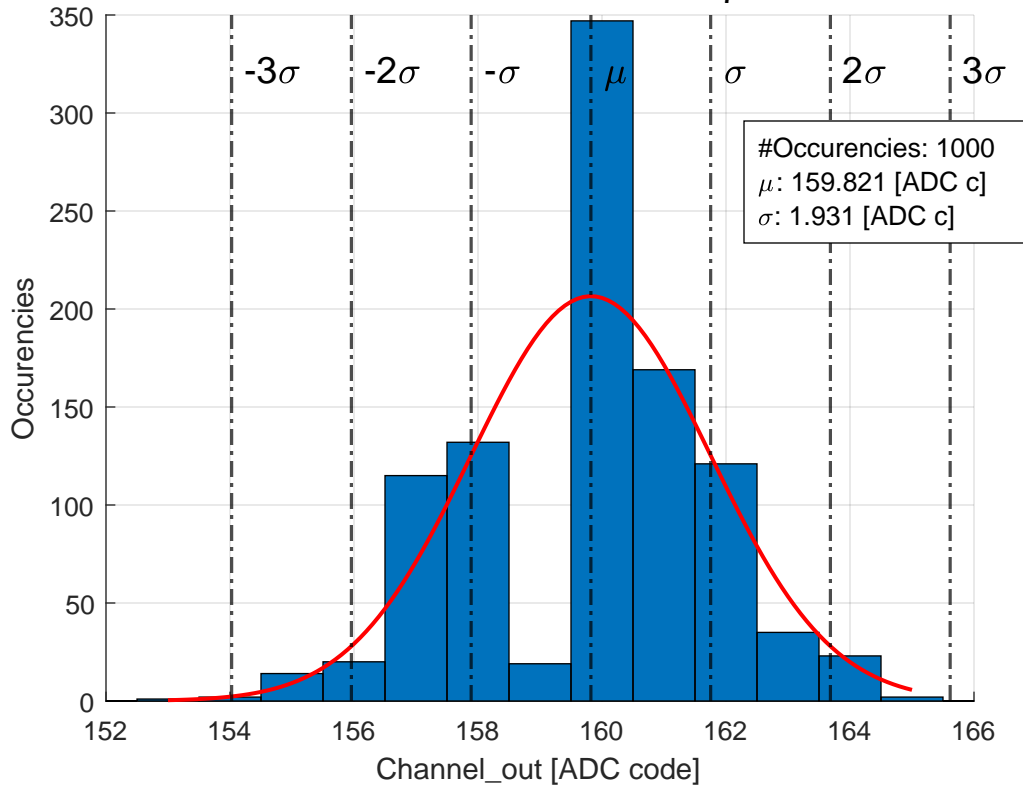 350
300
250
200
150
100
50
0
Occurencies
-3σ
-2σ
-σ
μ
σ
2σ
3σ
#Occurencies: 1000
μ: 159.821 [ADC c]
σ: 1.931 [ADC c]
152
154
156
158
160
162
164
166
Channel_out [ADC code]